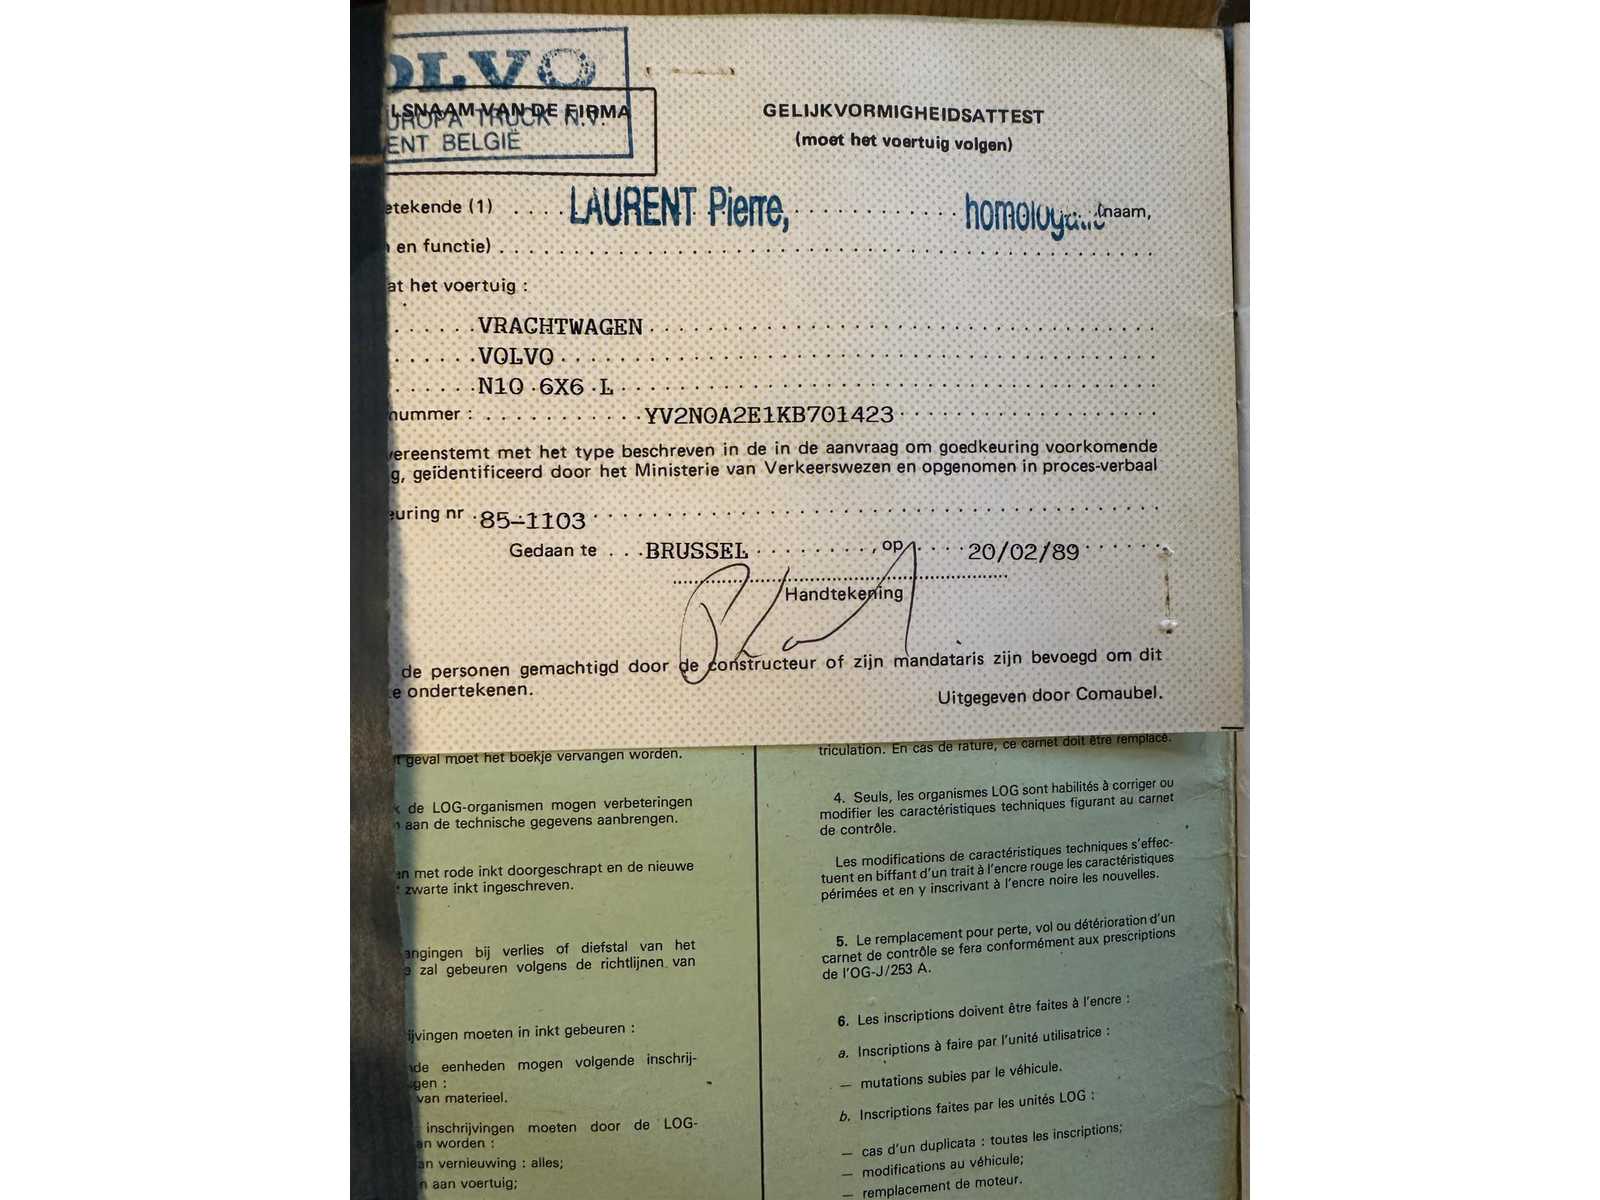 OLVO
LSNAAM VAN DE FIRMA
UROPA TRUCK N.V.
ENT BELGIË
GELIJKVORMIGHEIDSATTEST
(moet het voertuig volgen)
etekende (1) .... LAURENT Pierre, .......... homologatie naam,
en functie) ..........
at het voertuig :
VRACHTWAGEN
VOLVO
N10 6X6 L
nummer : YV2N0A2E1KB701423
vereenstemt met het type beschreven in de in de aanvraag om goedkeuring voorkomende
g, geïdentificeerd door het Ministerie van Verkeerswezen en opgenomen in proces-verbaal
euring nr 85-1103
Gedaan te ... BRUSSEL ........, op .... 20/02/89
Handtekening
de personen gemachtigd door de constructeur of zijn mandataris zijn bevoegd om dit
e ondertekenen.
Uitgegeven door Comaubel.
t geval moet het boekje vervangen worden.
k de LOG-organismen mogen verbeteringen
n aan de technische gegevens aanbrengen.
en met rode inkt doorgeschrapt en de nieuwe
zwarte inkt ingeschreven.
angingen bij verlies of diefstal van het
e zal gebeuren volgens de richtlijnen van
ijvingen moeten in inkt gebeuren :
de eenheden mogen volgende inschrij-
gen :
van materieel.
inschrijvingen moeten door de LOG-
an worden :
an vernieuwing : alles;
n aan voertuig;
triculation. En cas de rature, ce carnet doit être remplacé.
4. Seuls, les organismes LOG sont habilités à corriger ou
modifier les caractéristiques techniques figurant au carnet
de contrôle.
Les modifications de caractéristiques techniques s'effec-
tuent en biffant d'un trait à l'encre rouge les caractéristiques
périmées et en y inscrivant à l'encre noire les nouvelles.
5. Le remplacement pour perte, vol ou détérioration d'un
carnet de contrôle se fera conformément aux prescriptions
de l'OG-J/253 A.
6. Les inscriptions doivent être faites à l'encre :
a. Inscriptions à faire par l'unité utilisatrice :
— mutations subies par le véhicule.
b. Inscriptions faites par les unités LOG :
— cas d'un duplicata : toutes les inscriptions;
— modifications au véhicule;
— remplacement de moteur.